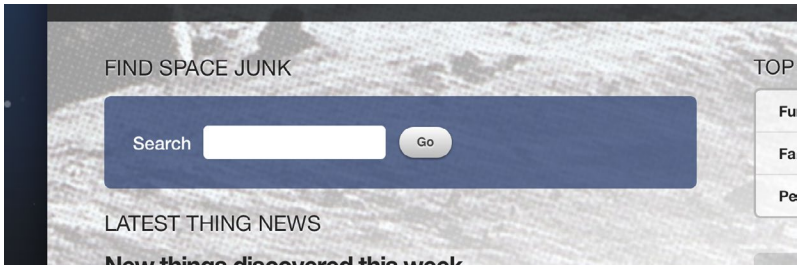 FIND SPACE JUNK
TOP
Search
Go
LATEST THING NEWS
New things discovered this week